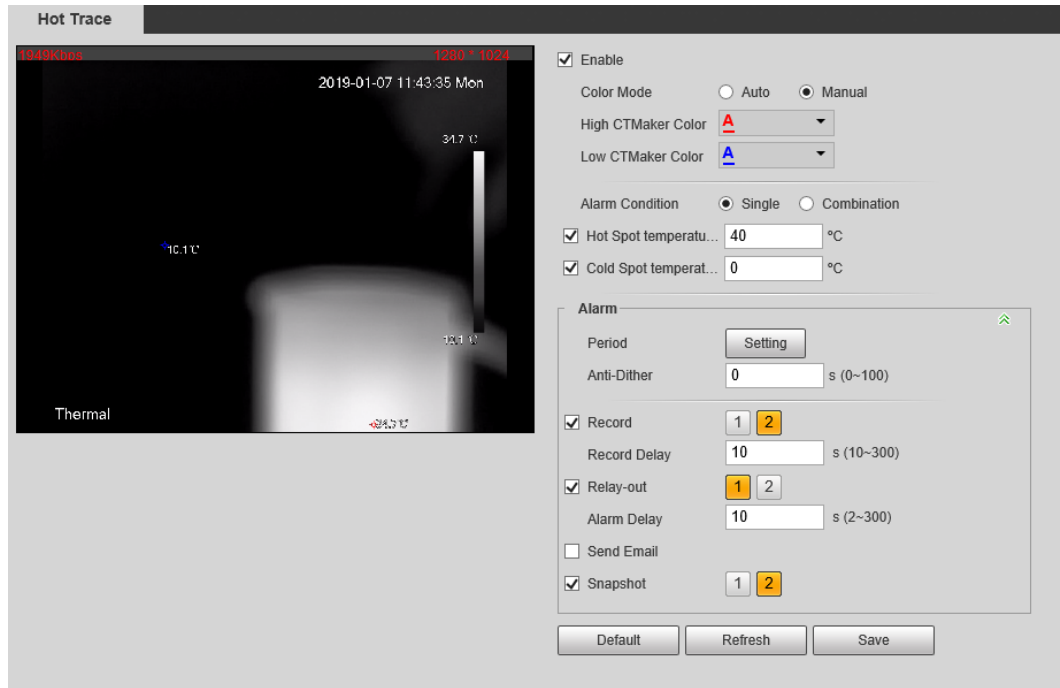 Hot Trace
1949Kbps 1280 * 1024
2019-01-07 11:43:35 Mon
34.7 °C
10.1 °C
Thermal
Enable
Color Mode Auto Manual
High CTMaker Color A
Low CTMaker Color A
Alarm Condition Single Combination
Hot Spot temperatu... 40 °C
Cold Spot temperat... 0 °C
Alarm
Period Setting
Anti-Dither 0 s (0~100)
Record 1 2
Record Delay 10 s (10~300)
Relay-out 1 2
Alarm Delay 10 s (2~300)
Send Email
Snapshot 1 2
Default Refresh Save